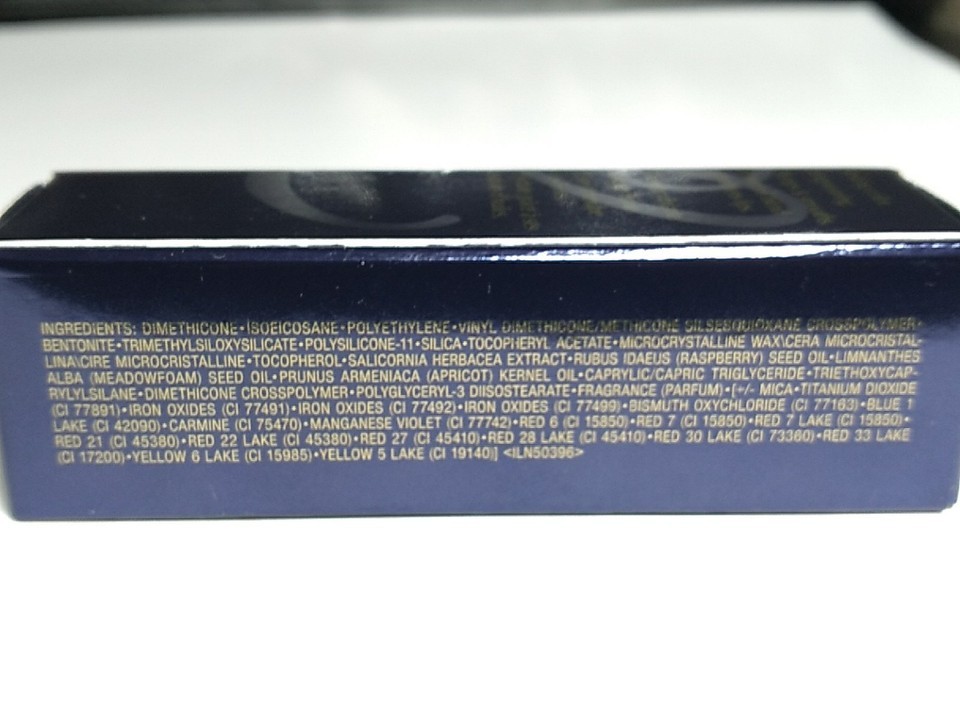 INGREDIENTS: DIMETHICONE•ISOEICOSANE•POLYETHYLENE•VINYL DIMETHICONE/METHICONE SILSESQUIOXANE CROSSPOLYMER•
BENTONITE•TRIMETHYLSILOXYSILICATE•POLYSILICONE-11•SILICA•TOCOPHERYL ACETATE•MICROCRYSTALLINE WAX\CERA MICROCRISTAL-
LINA\CIRE MICROCRISTALLINE•TOCOPHEROL•SALICORNIA HERBACEA EXTRACT•RUBUS IDAEUS (RASPBERRY) SEED OIL•LIMNANTHES
ALBA (MEADOWFOAM) SEED OIL•PRUNUS ARMENIACA (APRICOT) KERNEL OIL•CAPRYLIC/CAPRIC TRIGLYCERIDE•TRIETHOXYCAP-
RYLYLSILANE•DIMETHICONE CROSSPOLYMER•POLYGLYCERYL-3 DIISOSTEARATE•FRAGRANCE (PARFUM)•[+/- MICA•TITANIUM DIOXIDE
(CI 77891)•IRON OXIDES (CI 77491)•IRON OXIDES (CI 77492)•IRON OXIDES (CI 77499)•BISMUTH OXYCHLORIDE (CI 77163)•BLUE 1
LAKE (CI 42090)•CARMINE (CI 75470)•MANGANESE VIOLET (CI 77742)•RED 6 (CI 15850)•RED 7 (CI 15850)•RED 7 LAKE (CI 15850)•
RED 21 (CI 45380)•RED 22 LAKE (CI 45380)•RED 27 (CI 45410)•RED 28 LAKE (CI 45410)•RED 30 LAKE (CI 73360)•RED 33 LAKE
(CI 17200)•YELLOW 6 LAKE (CI 15985)•YELLOW 5 LAKE (CI 19140)] <ILN50396>